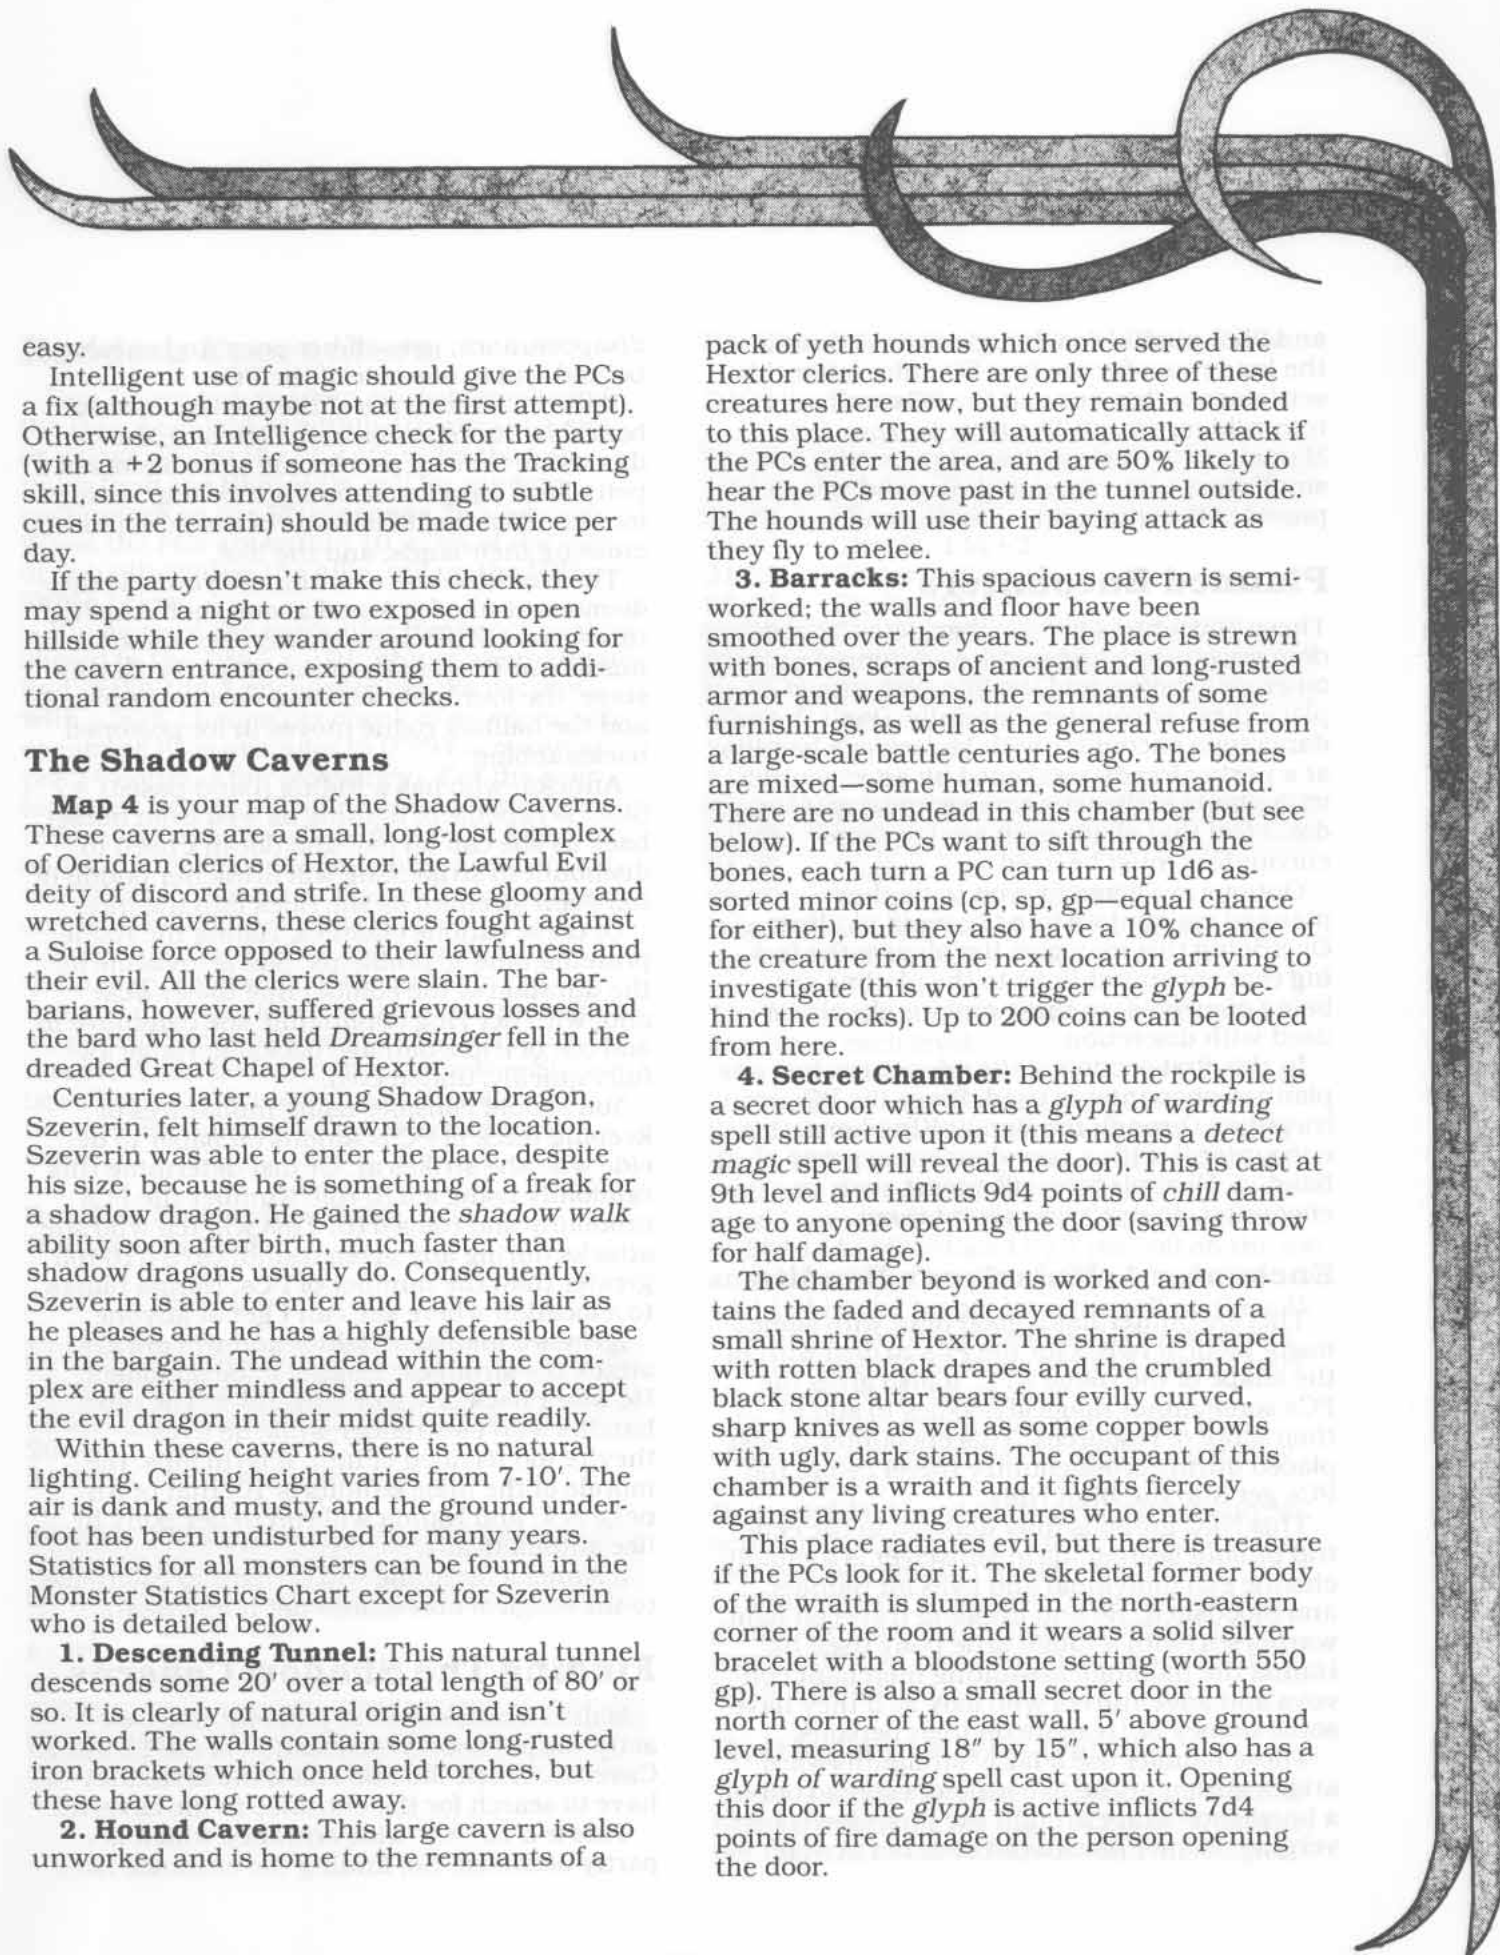 easy.
Intelligent use of magic should give the PCs
a fix (although maybe not at the first attempt).
Otherwise, an Intelligence check for the party
(with a +2 bonus if someone has the Tracking
skill, since this involves attending to subtle
cues in the terrain) should be made twice per
day.
If the party doesn't make this check, they
may spend a night or two exposed in open
hillside while they wander around looking for
the cavern entrance, exposing them to addi-
tional random encounter checks.
The Shadow Caverns
Map 4 is your map of the Shadow Caverns.
These caverns are a small, long-lost complex
of Oeridian clerics of Hextor, the Lawful Evil
deity of discord and strife. In these gloomy and
wretched caverns, these clerics fought against
a Suloise force opposed to their lawfulness and
their evil. All the clerics were slain. The bar-
barians, however, suffered grievous losses and
the bard who last held Dreamsinger fell in the
dreaded Great Chapel of Hextor.
Centuries later, a young Shadow Dragon,
Szeverin, felt himself drawn to the location.
Szeverin was able to enter the place, despite
his size, because he is something of a freak for
a shadow dragon. He gained the shadow walk
ability soon after birth, much faster than
shadow dragons usually do. Consequently,
Szeverin is able to enter and leave his lair as
he pleases and he has a highly defensible base
in the bargain. The undead within the com-
plex are either mindless and appear to accept
the evil dragon in their midst quite readily.
Within these caverns, there is no natural
lighting. Ceiling height varies from 7-10'. The
air is dank and musty, and the ground under-
foot has been undisturbed for many years.
Statistics for all monsters can be found in the
Monster Statistics Chart except for Szeverin
who is detailed below.
1. Descending Tunnel: This natural tunnel
descends some 20' over a total length of 80' or
so. It is clearly of natural origin and isn't
worked. The walls contain some long-rusted
iron brackets which once held torches, but
these have long rotted away.
2. Hound Cavern: This large cavern is also
unworked and is home to the remnants of a
pack of yeth hounds which once served the
Hextor clerics. There are only three of these
creatures here now, but they remain bonded
to this place. They will automatically attack if
the PCs enter the area, and are 50% likely to
hear the PCs move past in the tunnel outside.
The hounds will use their baying attack as
they fly to melee.
3. Barracks: This spacious cavern is semi-
worked; the walls and floor have been
smoothed over the years. The place is strewn
with bones, scraps of ancient and long-rusted
armor and weapons, the remnants of some
furnishings, as well as the general refuse from
a large-scale battle centuries ago. The bones
are mixed—some human, some humanoid.
There are no undead in this chamber (but see
below). If the PCs want to sift through the
bones, each turn a PC can turn up 1d6 as-
sorted minor coins (cp, sp, gp—equal chance
for either), but they also have a 10% chance of
the creature from the next location arriving to
investigate (this won't trigger the glyph be-
hind the rocks). Up to 200 coins can be looted
from here.
4. Secret Chamber: Behind the rockpile is
a secret door which has a glyph of warding
spell still active upon it (this means a detect
magic spell will reveal the door). This is cast at
9th level and inflicts 9d4 points of chill dam-
age to anyone opening the door (saving throw
for half damage).
The chamber beyond is worked and con-
tains the faded and decayed remnants of a
small shrine of Hextor. The shrine is draped
with rotten black drapes and the crumbled
black stone altar bears four evilly curved,
sharp knives as well as some copper bowls
with ugly, dark stains. The occupant of this
chamber is a wraith and it fights fiercely
against any living creatures who enter.
This place radiates evil, but there is treasure
if the PCs look for it. The skeletal former body
of the wraith is slumped in the north-eastern
corner of the room and it wears a solid silver
bracelet with a bloodstone setting (worth 550
gp). There is also a small secret door in the
north corner of the east wall, 5' above ground
level, measuring 18" by 15", which also has a
glyph of warding spell cast upon it. Opening
this door if the glyph is active inflicts 7d4
points of fire damage on the person opening
the door.